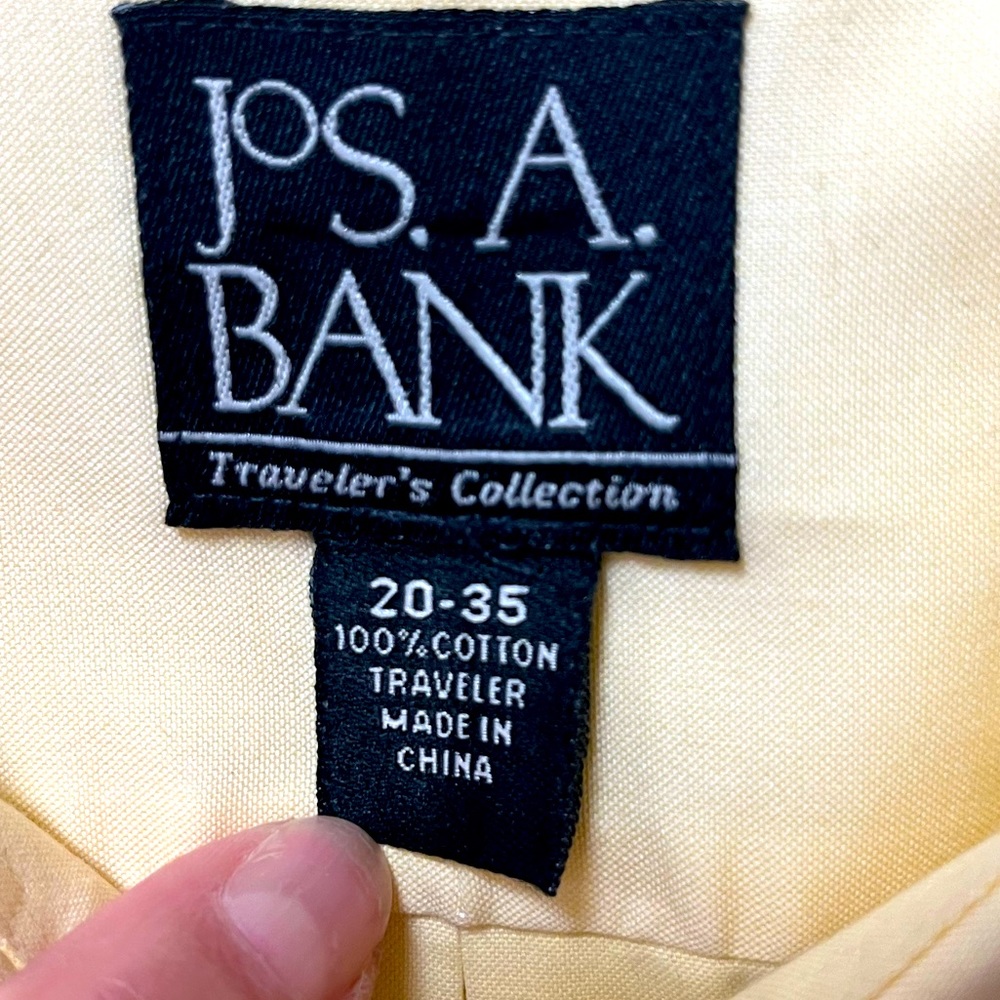 JOS. A.
BANK
Traveler's Collection
20-35
100% COTTON
TRAVELER
MADE IN
CHINA